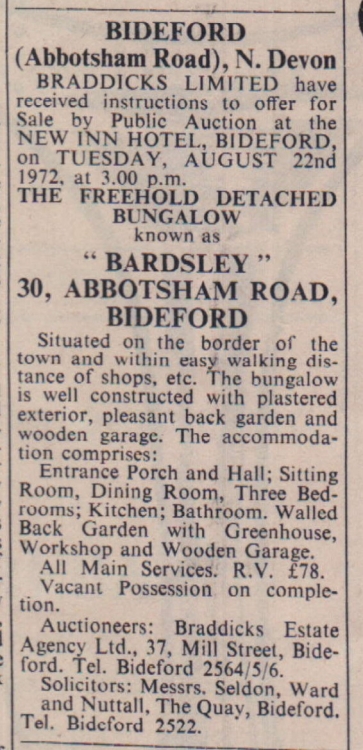 BIDEFORD
(Abbotsham Road), N. Devon
BRADDICKS LIMITED have
received instructions to offer for
Sale by Public Auction at the
NEW INN HOTEL, BIDEFORD,
on TUESDAY, AUGUST 22nd
1972, at 3.00 p.m.
THE FREEHOLD DETACHED
BUNGALOW
known as
“ BARDSLEY ”
30, ABBOTSHAM ROAD,
BIDEFORD
Situated on the border of the
town and within easy walking dis-
tance of shops, etc. The bungalow
is well constructed with plastered
exterior, pleasant back garden and
wooden garage. The accommoda-
tion comprises:
Entrance Porch and Hall; Sitting
Room, Dining Room, Three Bed-
rooms; Kitchen; Bathroom. Walled
Back Garden with Greenhouse,
Workshop and Wooden Garage.
All Main Services. R.V. £78.
Vacant Possession on comple-
tion.
Auctioneers: Braddicks Estate
Agency Ltd., 37, Mill Street, Bide-
ford. Tel. Bideford 2564/5/6.
Solicitors: Messrs. Seldon, Ward
and Nuttall, The Quay, Bideford.
Tel. Bideford 2522.